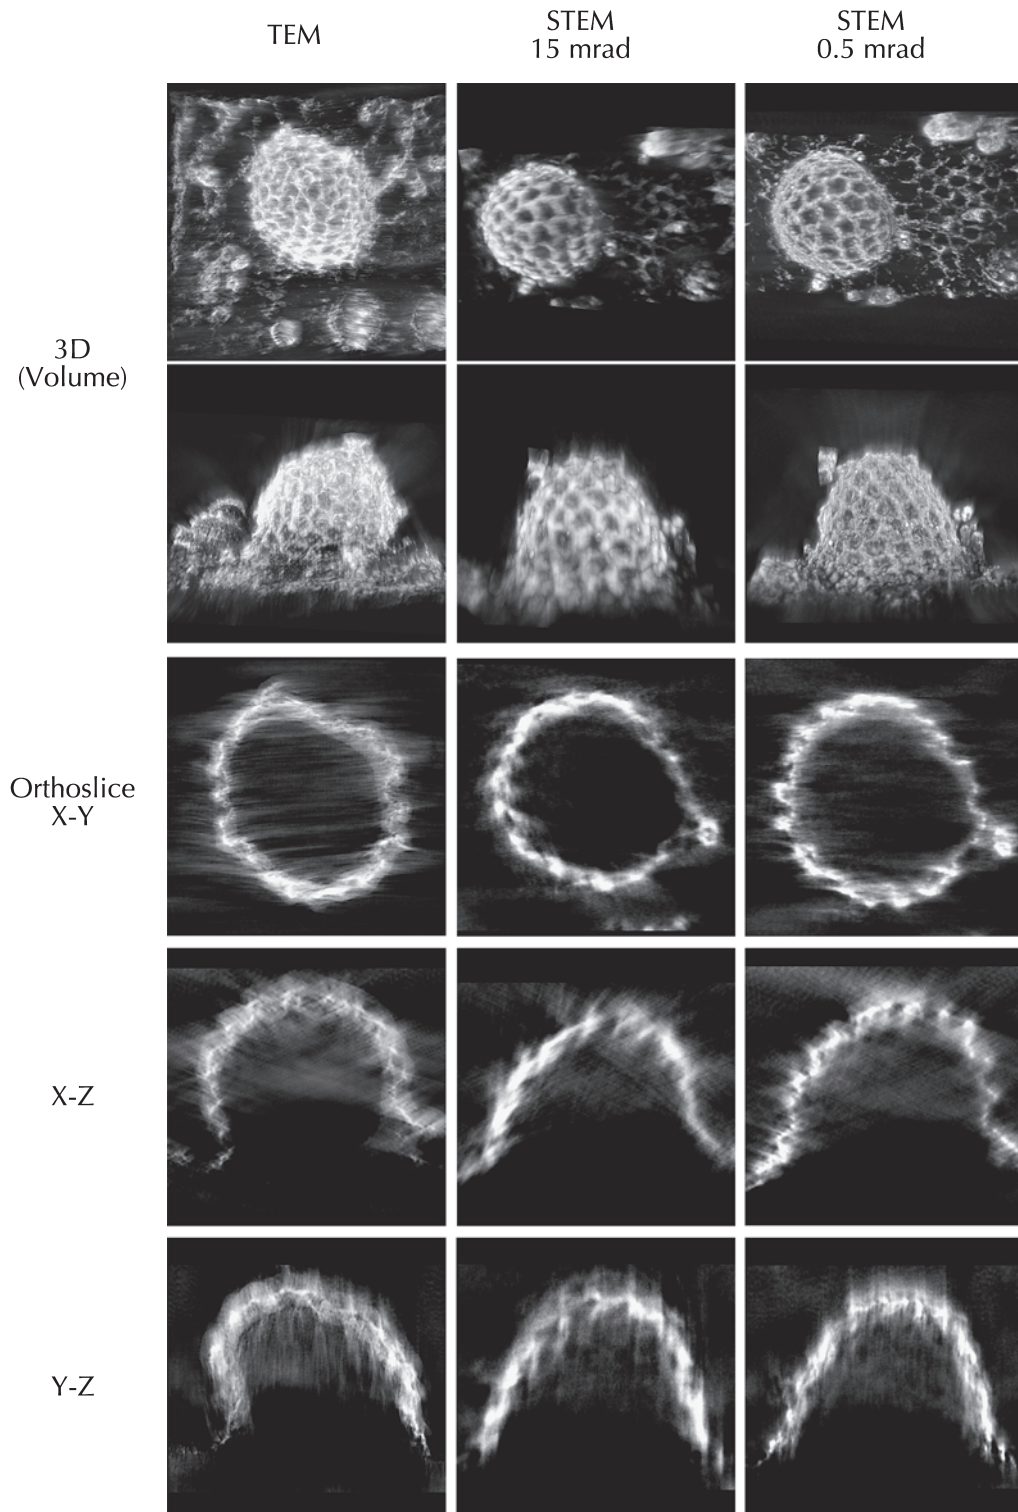 TEM
STEM
15 mrad
STEM
0.5 mrad
3D
(Volume)
Orthoslice
X-Y
X-Z
Y-Z